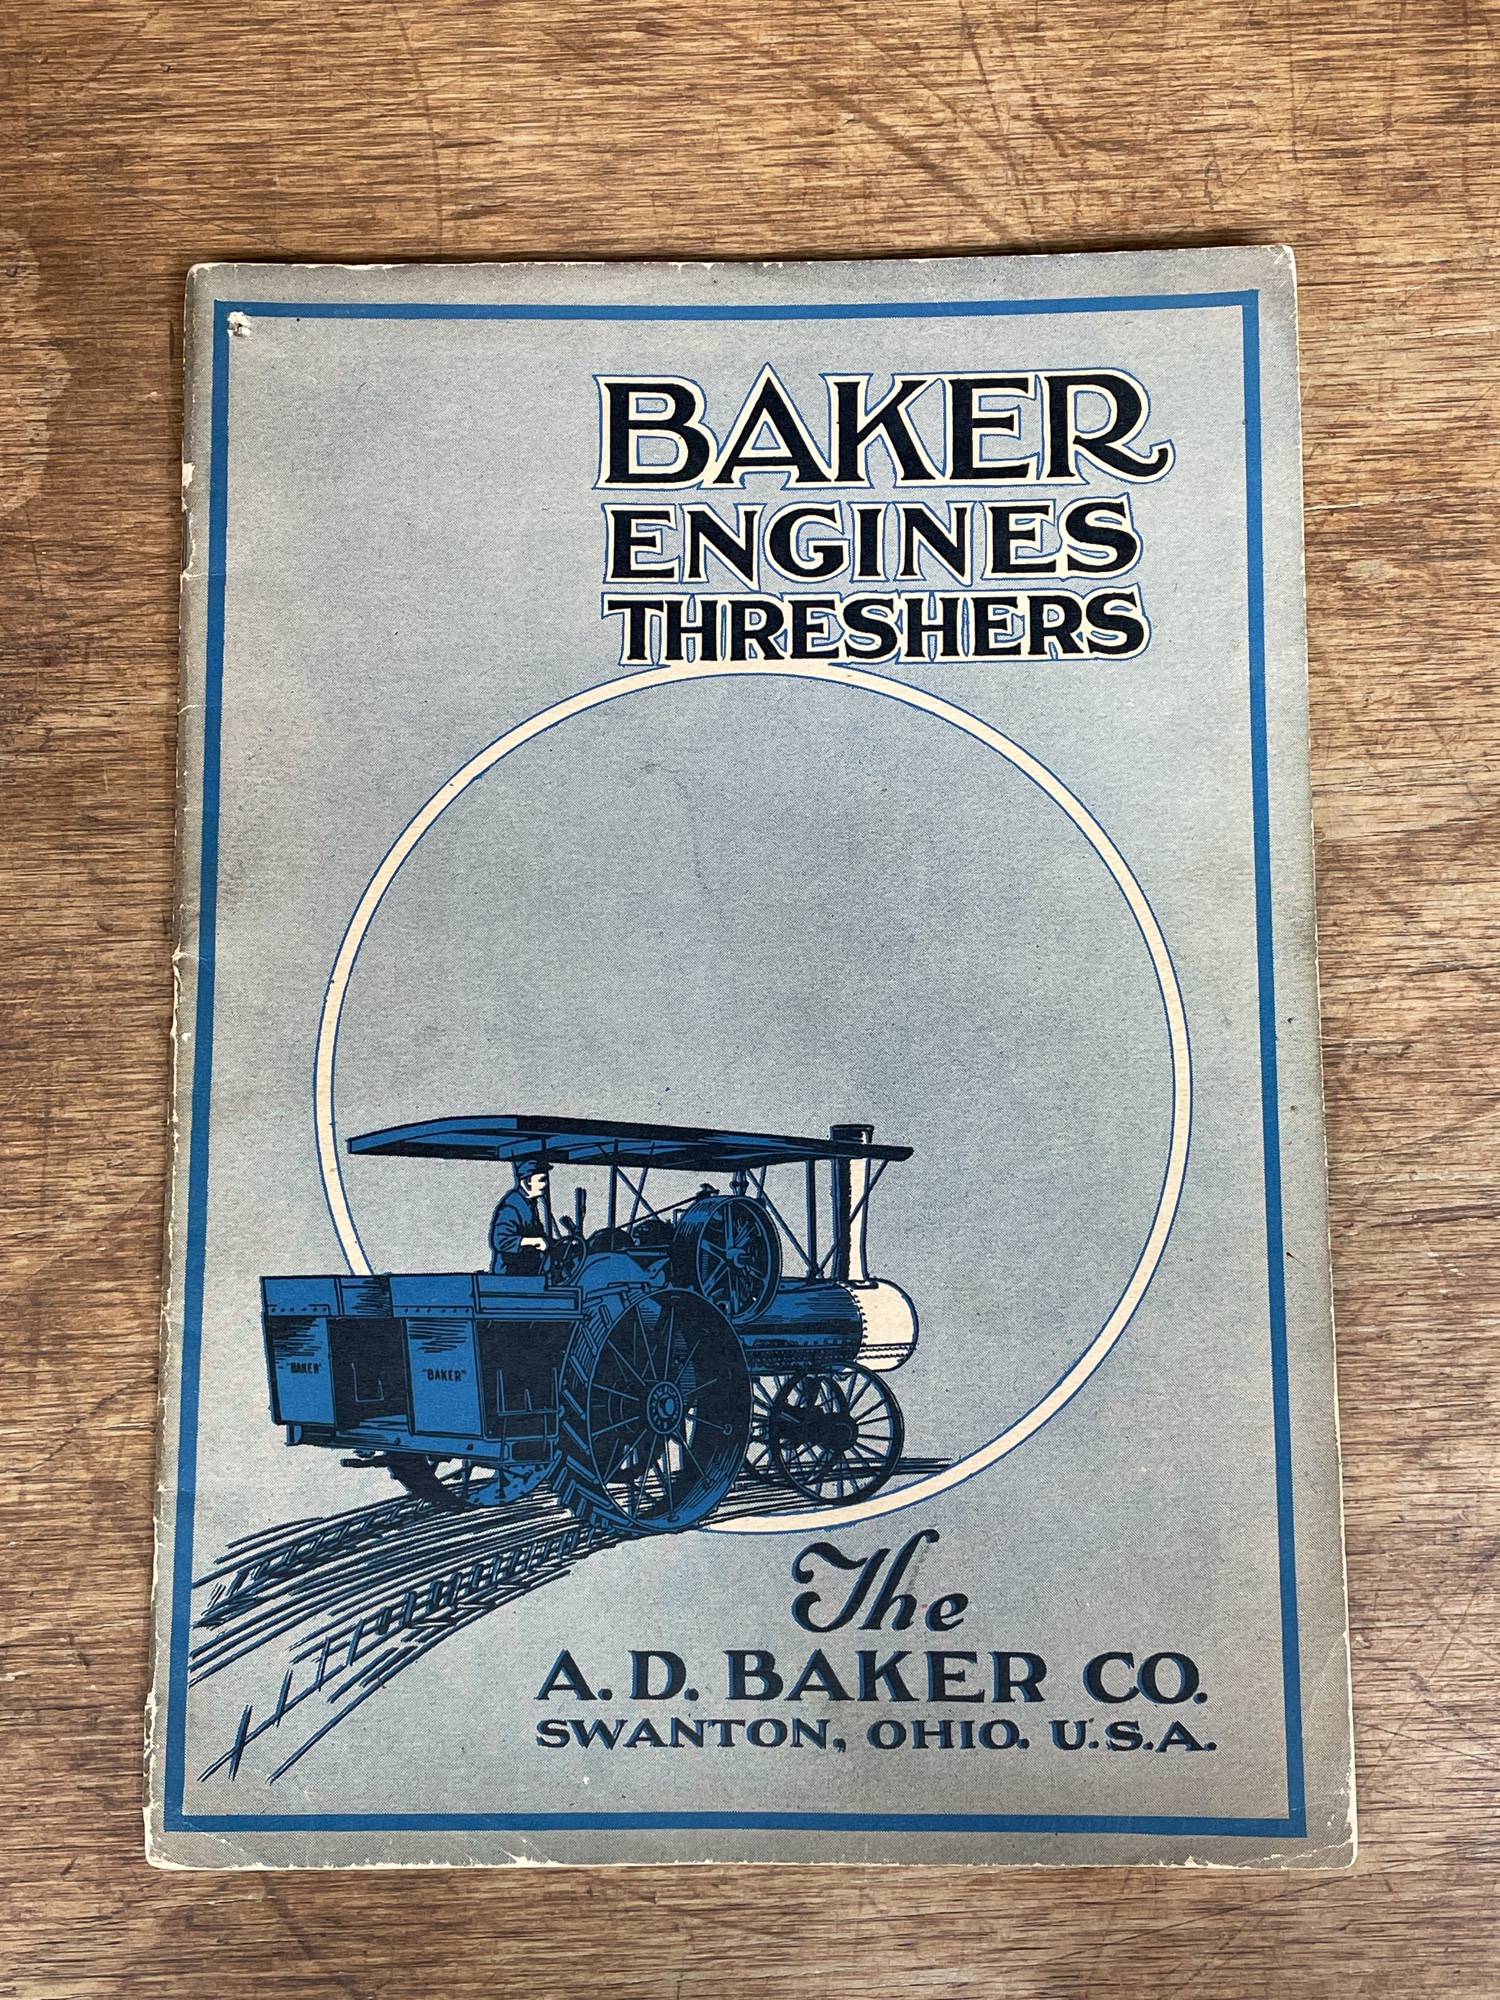 BAKER
ENGINES
THRESHERS
"BAKER"
"BAKER"
The
A.D. BAKER CO.
SWANTON, OHIO. U.S.A.